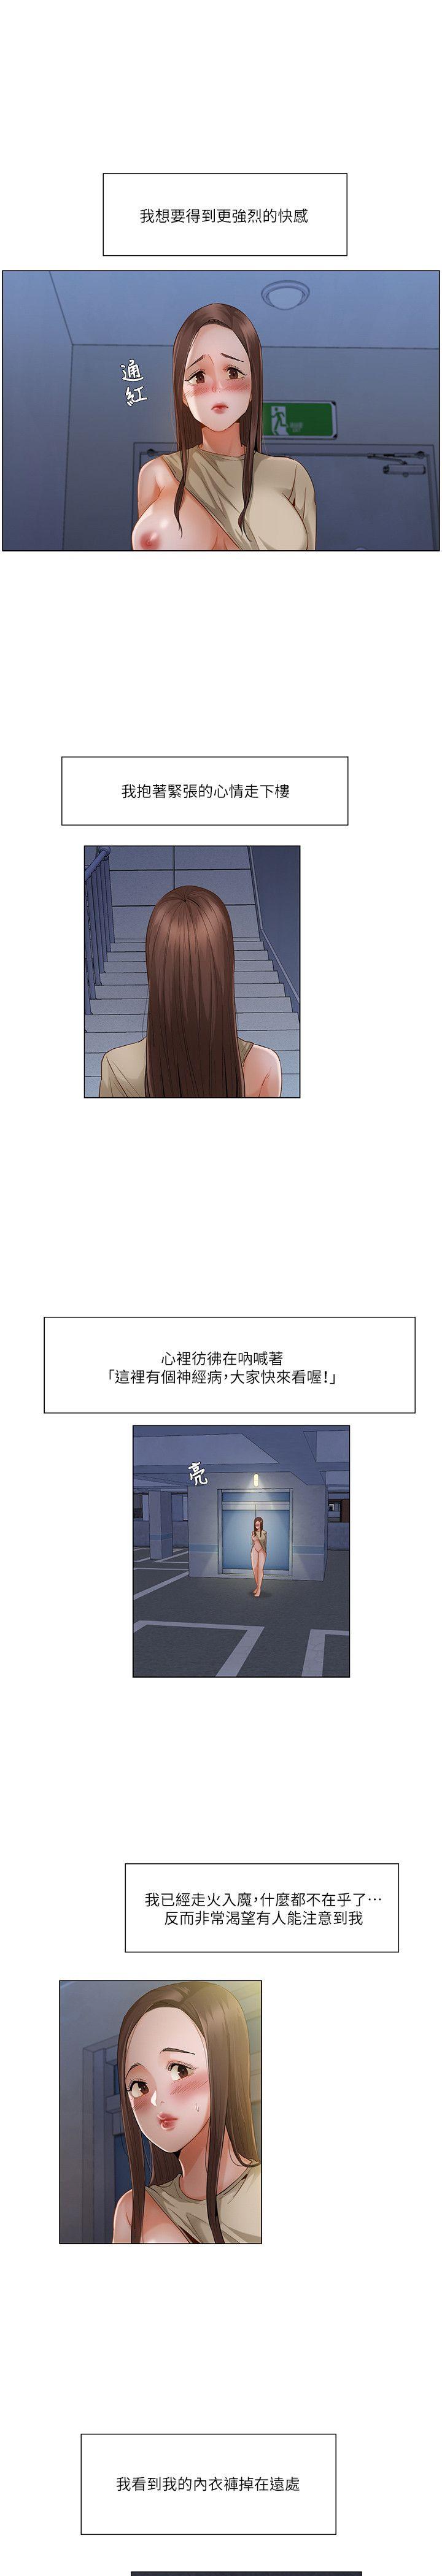 我想要得到更強烈的快感
通
紅
我抱著緊張的心情走下樓
心裡彷彿在吶喊著
「這裡有個神經病，大家快來看喔！」
亮
我已經走火入魔，什麼都不在乎了…
反而非常渴望有人能注意到我
我看到我的內衣褲掉在遠處